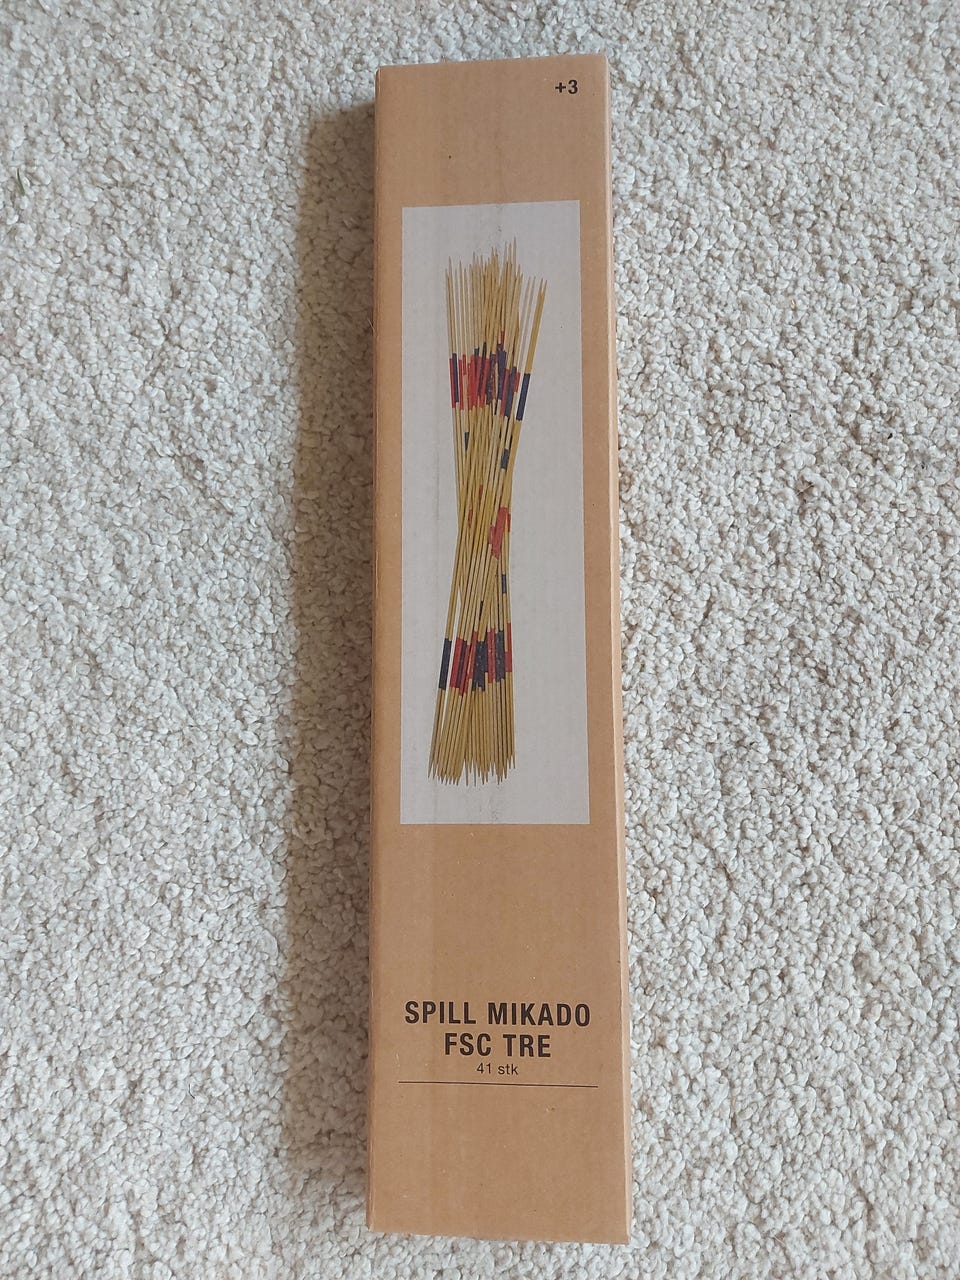 +3
SPILL MIKADO
FSC TRE
41 stk